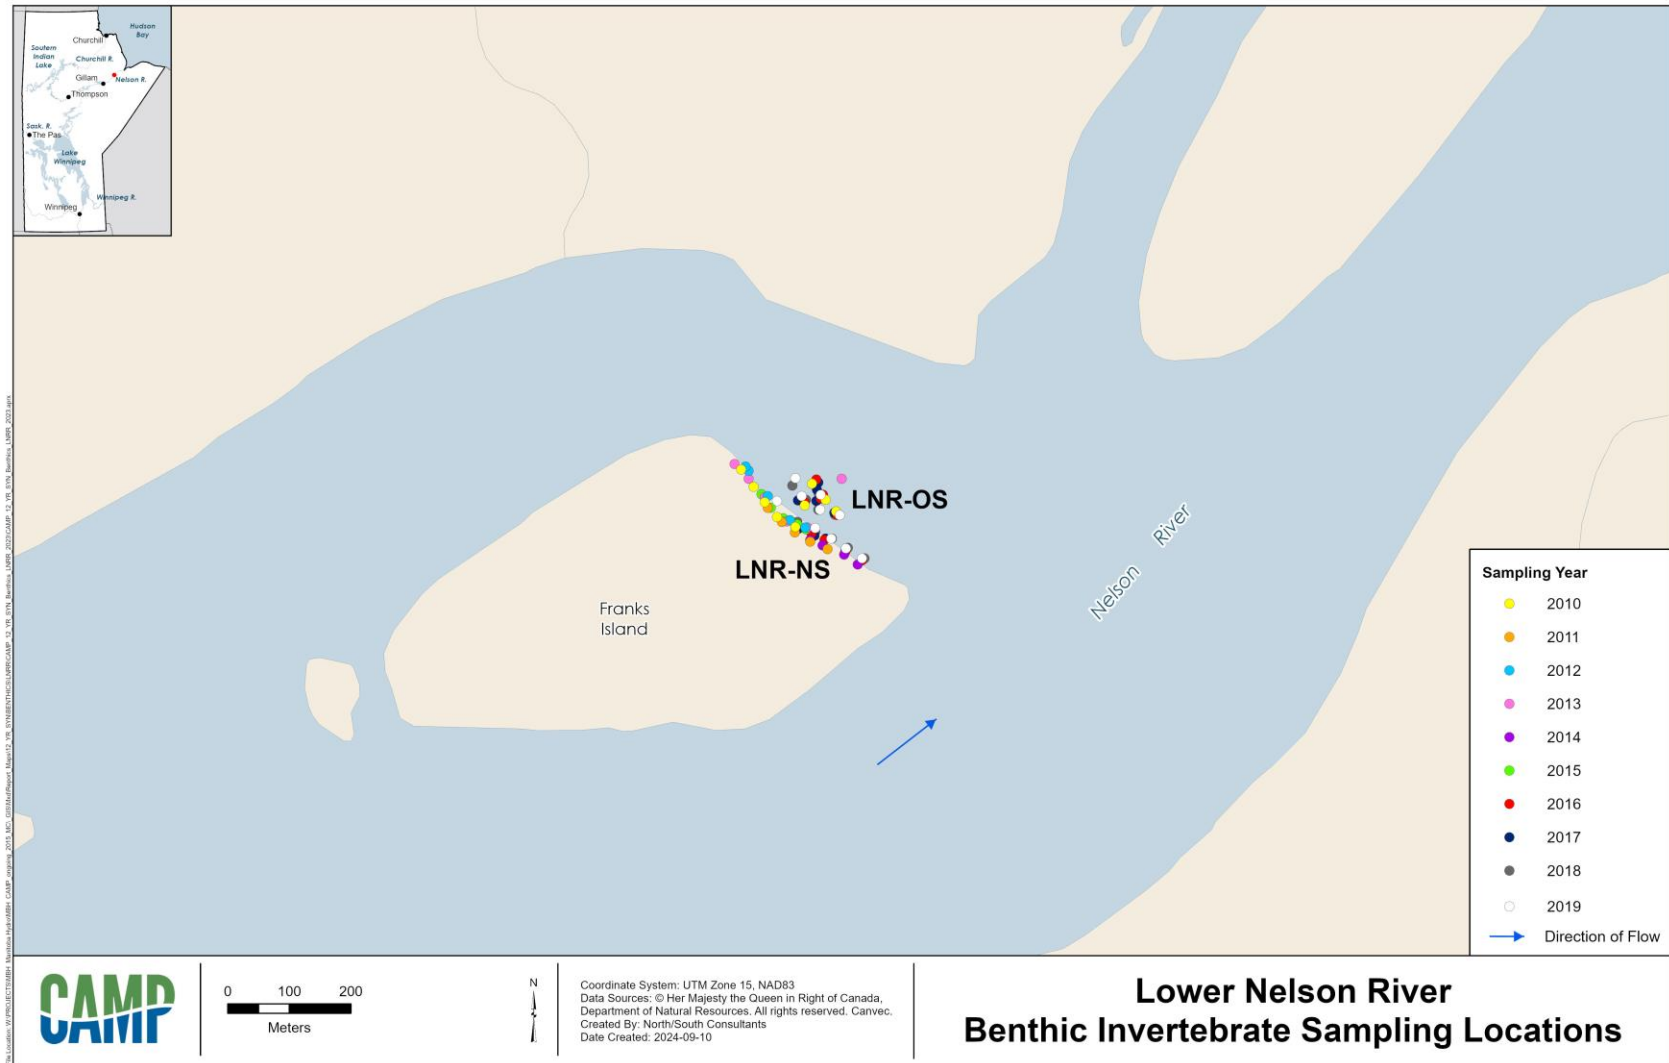 Hudson
Bay
Churchill
Soutern
Indian
Lake
Churchill R.
Gillam
Nelson R.
Thompson
Sask. R.
The Pas
Lake
Winnipeg
Winnipeg R.
Winnipeg
LNR-OS
LNR-NS
Franks
Island
Nelson River
Sampling Year
2010
2011
2012
2013
2014
2015
2016
2017
2018
2019
Direction of Flow
CAMP
0 100 200
Meters
N
Coordinate System: UTM Zone 15, NAD83
Data Sources: © Her Majesty the Queen in Right of Canada,
Department of Natural Resources. All rights reserved. Canvec.
Created By: North/South Consultants
Date Created: 2024-09-10
Lower Nelson River
Benthic Invertebrate Sampling Locations